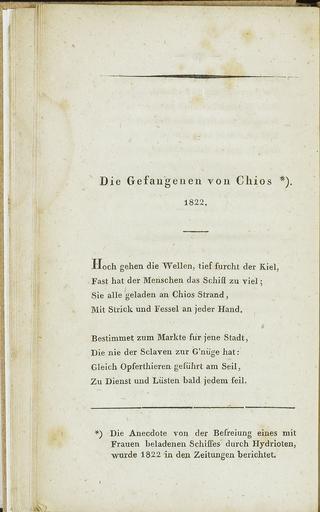 Die Gefangenen von Chios *).
1822.
Hoch gehen die Wellen, tief furcht der Kiel,
Fast hat der Menschen das Schiff zu viel;
Sie alle geladen an Chios Strand,
Mit Strick und Fessel an jeder Hand,
Bestimmet zum Markte für jene Stadt,
Die nie der Sclaven zur G'nüge hat:
Gleich Opferthieren geführt am Seil,
Zu Dienst und Lüsten bald jedem feil.
*) Die Anecdote von der Befreiung eines mit
Frauen beladenen Schiffes durch Hydrioten,
wurde 1822 in den Zeitungen berichtet.